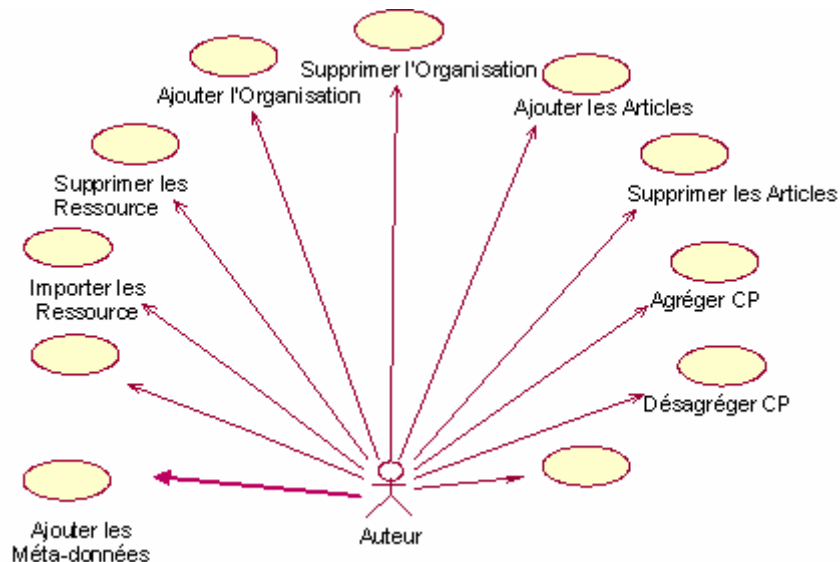 Supprimer l'Organisation
Ajouter l'Organisation
Ajouter les Articles
Supprimer les
Ressource
Supprimer les Articles
Importer les
Ressource
Agréger CP
Désagréger CP
Ajouter les
Méta-données
Auteur